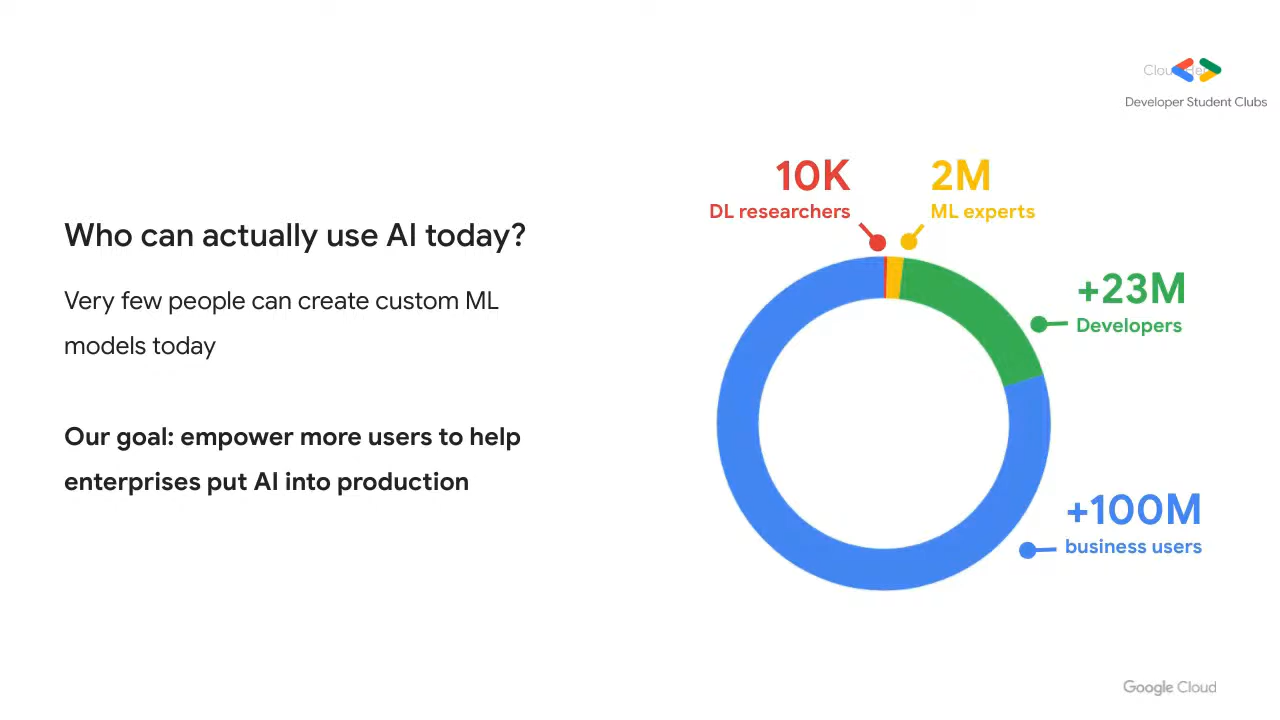 Developer Student Clubs
Who can actually use AI today?
Very few people can create custom ML
models today
Our goal: empower more users to help
enterprises put AI into production
10K
DL researchers
2M
ML experts
+23M
Developers
+100M
business users
Google Cloud